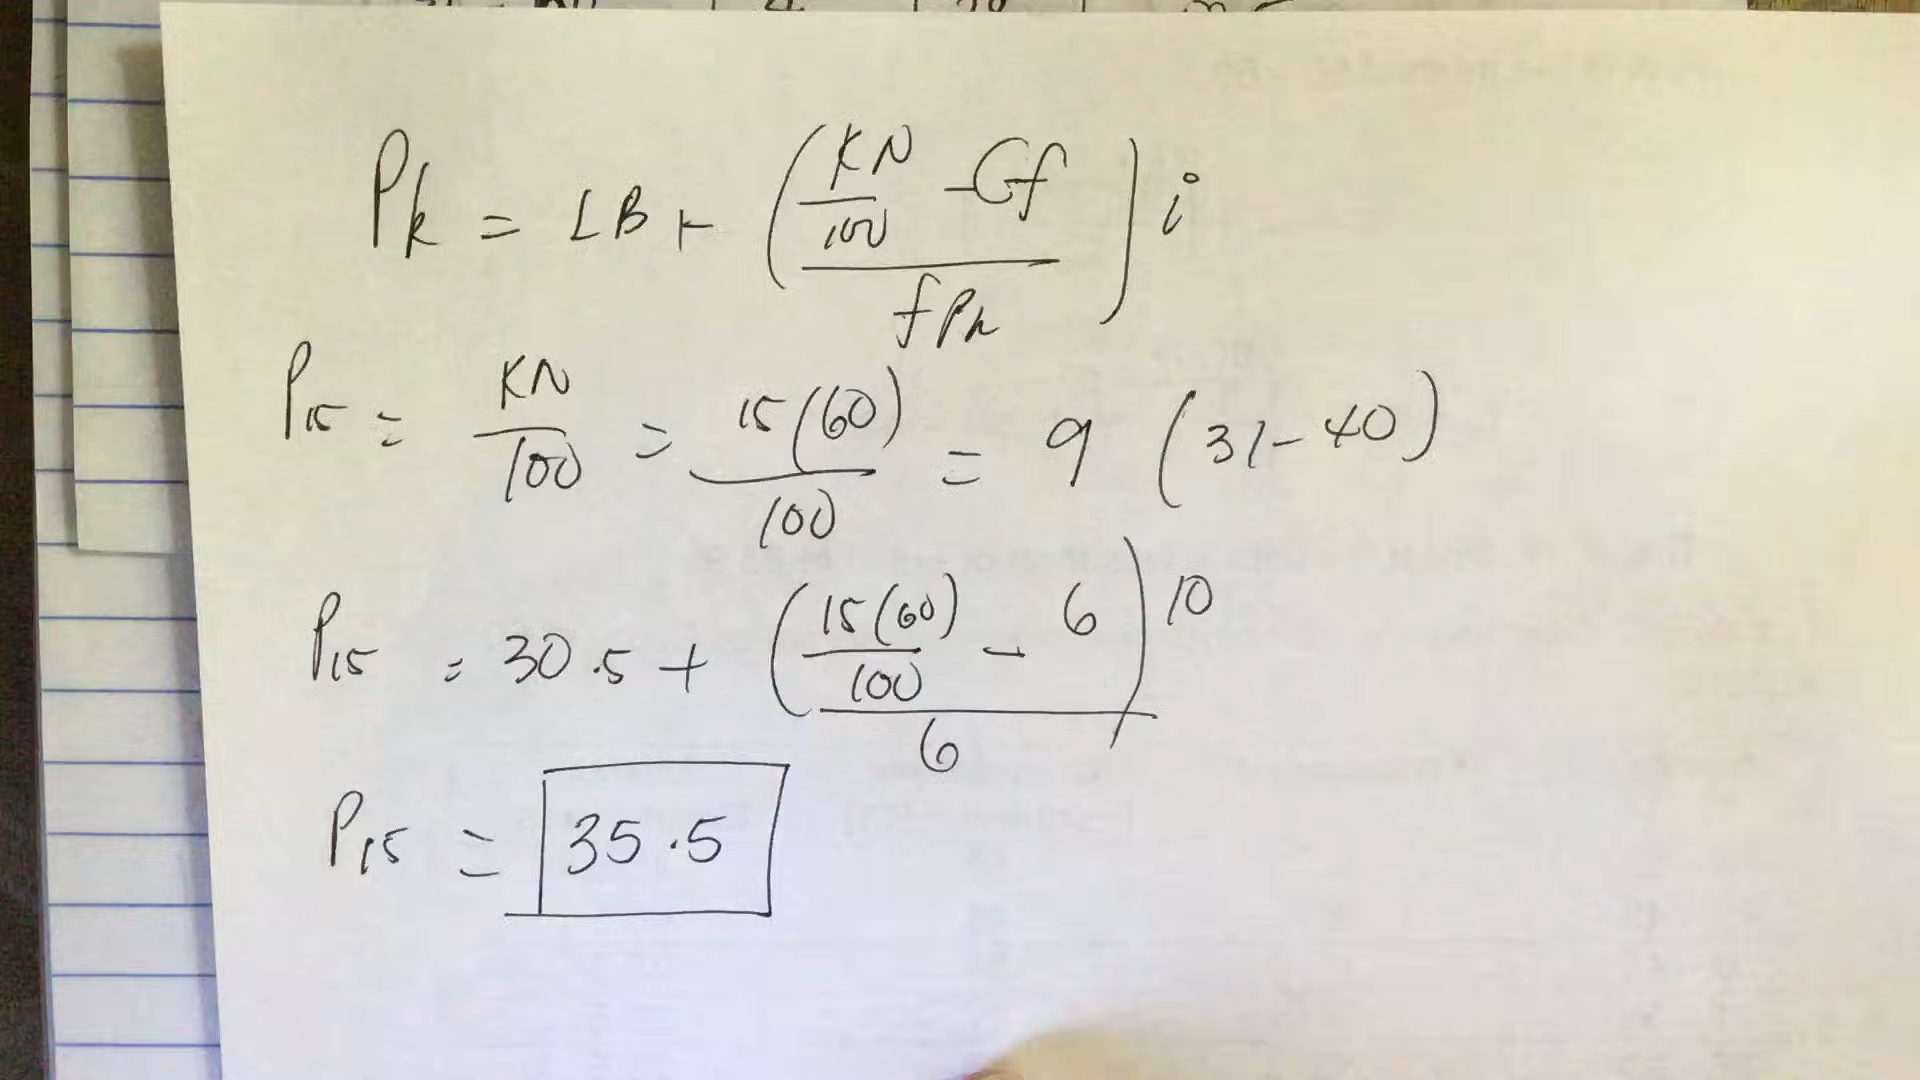 Pk = LB + ( (KN/100 - Cf) / fPk ) i
P15 = KN/100 = 15(60)/100 = 9 (31-40)
P15 = 30.5 + ( (15(60)/100 - 6) / 6 ) 10
P15 = 35.5